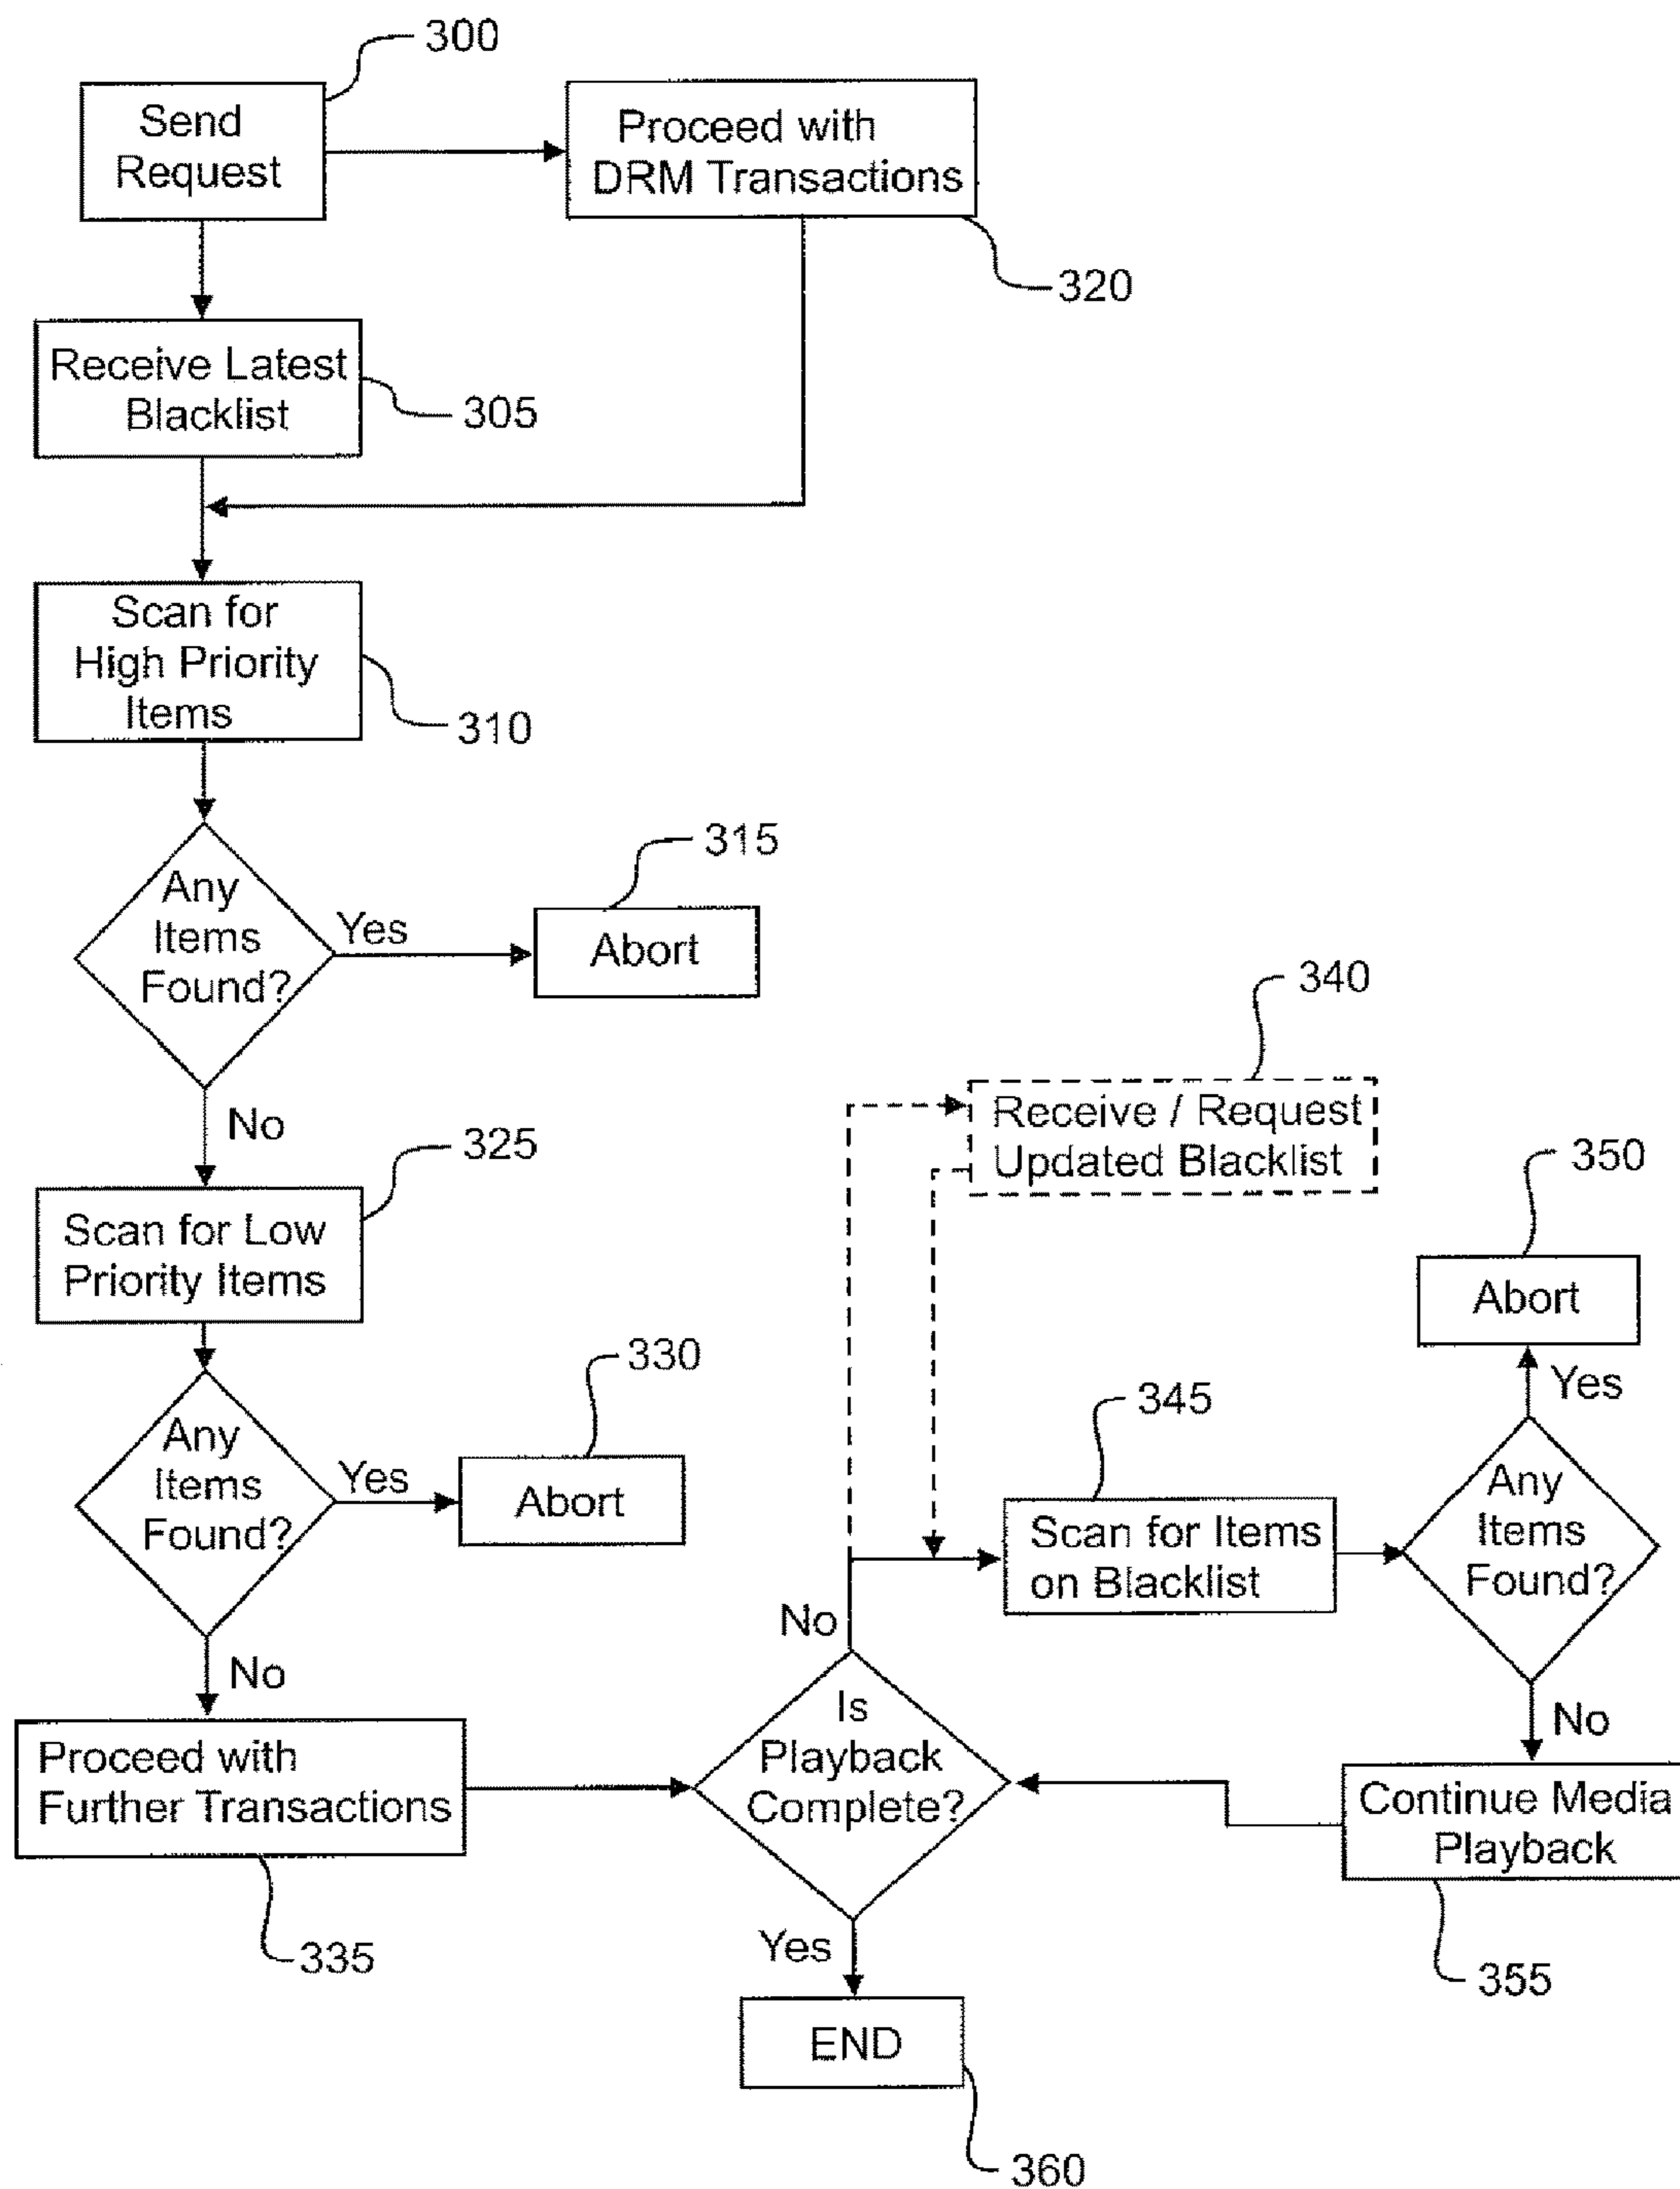 300
Send
Request
Proceed with
DRM Transactions
320
Receive Latest
Blacklist
305
Scan for
High Priority
Items
310
Any
Items
Found?
Yes
315
Abort
No
325
Scan for Low
Priority Items
Any
Items
Found?
Yes
330
Abort
No
Proceed with
Further Transactions
335
340
Receive / Request
Updated Blacklist
345
Scan for Items
on Blacklist
350
Abort
Yes
Any
Items
Found?
No
Continue Media
Playback
355
No
Is
Playback
Complete?
Yes
END
360